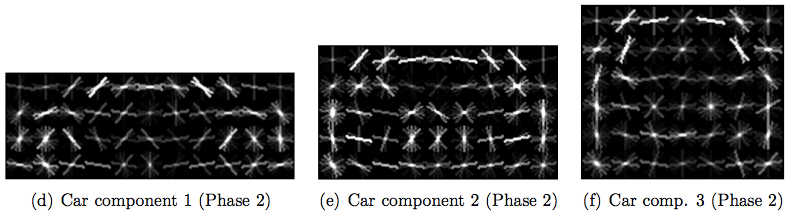 (d) Car component 1 (Phase 2)
(e) Car component 2 (Phase 2)
(f) Car comp. 3 (Phase 2)